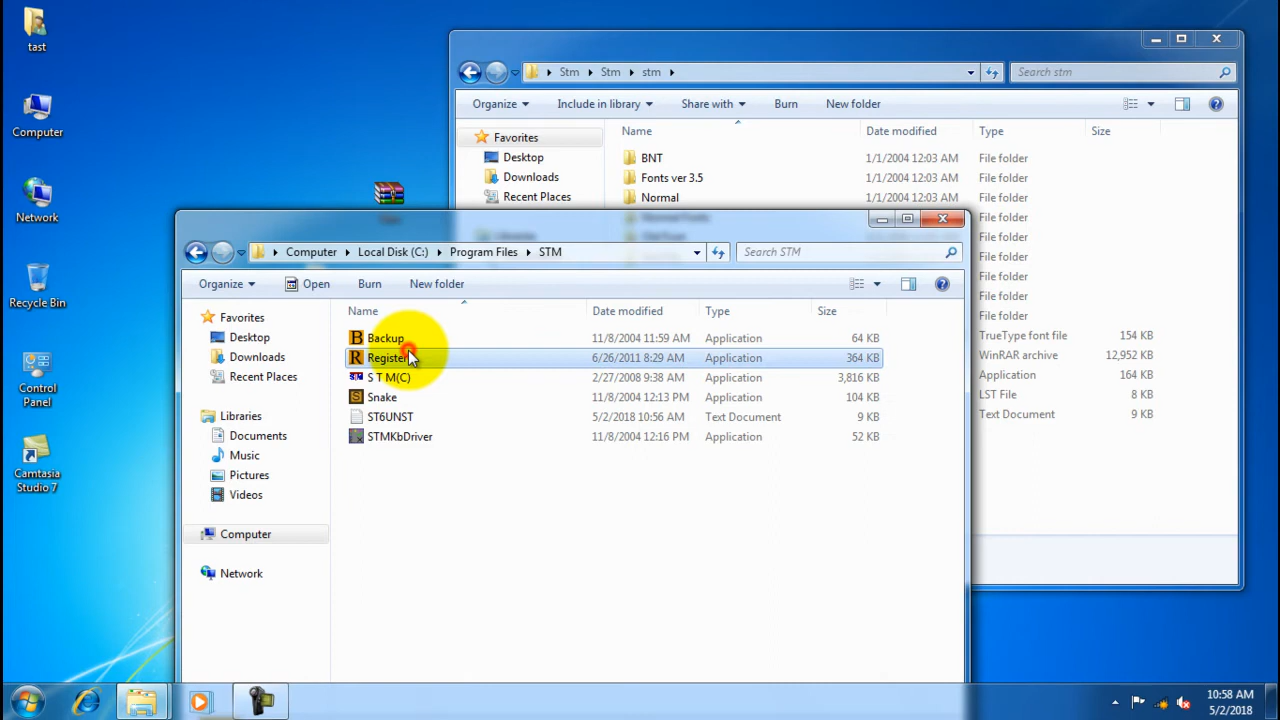 tast
Computer
Network
Recycle Bin
Control
Panel
Camtasia
Studio 7
Stm Stm stm
Search stm
Organize Include in library Share with Burn New folder
Favorites
Desktop
Downloads
Recent Places
Name Date modified Type Size
BNT 1/1/2004 12:03 AM File folder
Fonts ver 3.5 1/1/2004 12:03 AM File folder
Normal 1/1/2004 12:03 AM File folder
File folder
File folder
File folder
File folder
File folder
File folder
TrueType font file 154 KB
WinRAR archive 12,952 KB
Application 164 KB
LST File 8 KB
Text Document 9 KB
Computer Local Disk (C:) Program Files STM
Search STM
Organize Open Burn New folder
Favorites
Desktop
Downloads
Recent Places
Libraries
Documents
Music
Pictures
Videos
Computer
Network
Name Date modified Type Size
Backup 11/8/2004 11:59 AM Application 64 KB
Register 6/26/2011 8:29 AM Application 364 KB
S T M(C) 2/27/2008 9:38 AM Application 3,816 KB
Snake 11/8/2004 12:13 PM Application 104 KB
ST6UNST 5/2/2018 10:56 AM Text Document 9 KB
STMKbDriver 11/8/2004 12:16 PM Application 52 KB
10:58 AM
5/2/2018